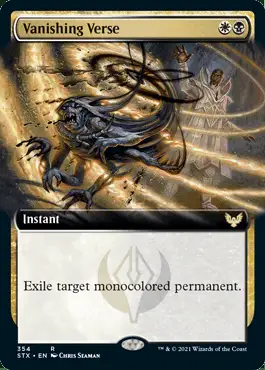 Vanishing Verse
Instant
Exile target monocolored permanent.
354 R
STX • EN Chris Seaman
™ & © 2021 Wizards of the Coast